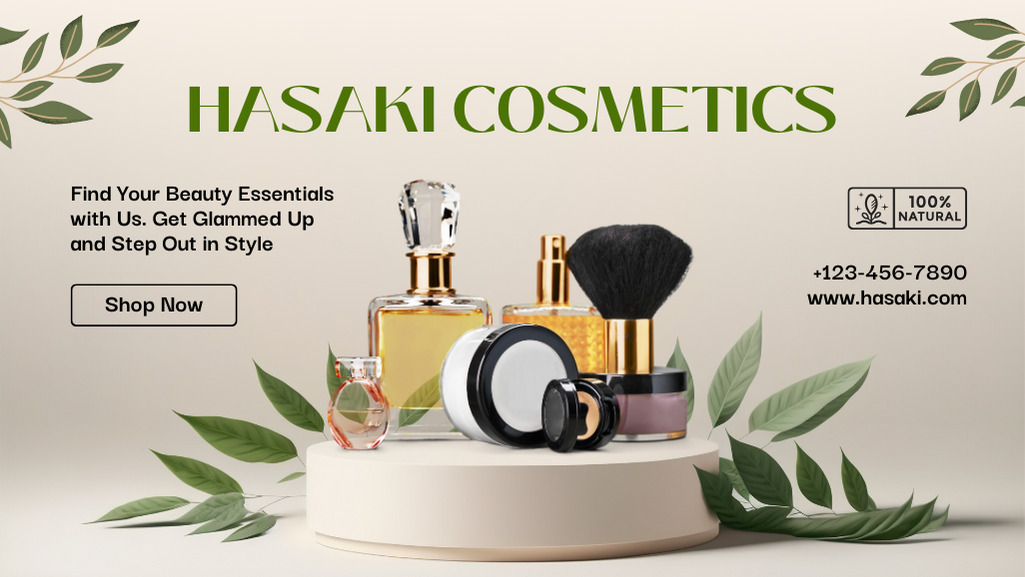 HASAKI COSMETICS
Find Your Beauty Essentials
with Us. Get Glammed Up
and Step Out in Style
Shop Now
100%
NATURAL
+123-456-7890
www.hasaki.com